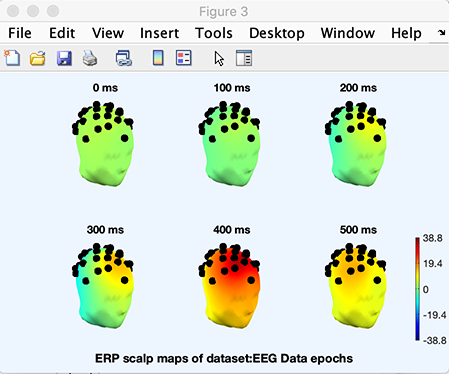 Figure 3
File Edit View Insert Tools Desktop Window Help
0 ms 100 ms 200 ms
300 ms 400 ms 500 ms
38.8
19.4
0
-19.4
-38.8
ERP scalp maps of dataset:EEG Data epochs